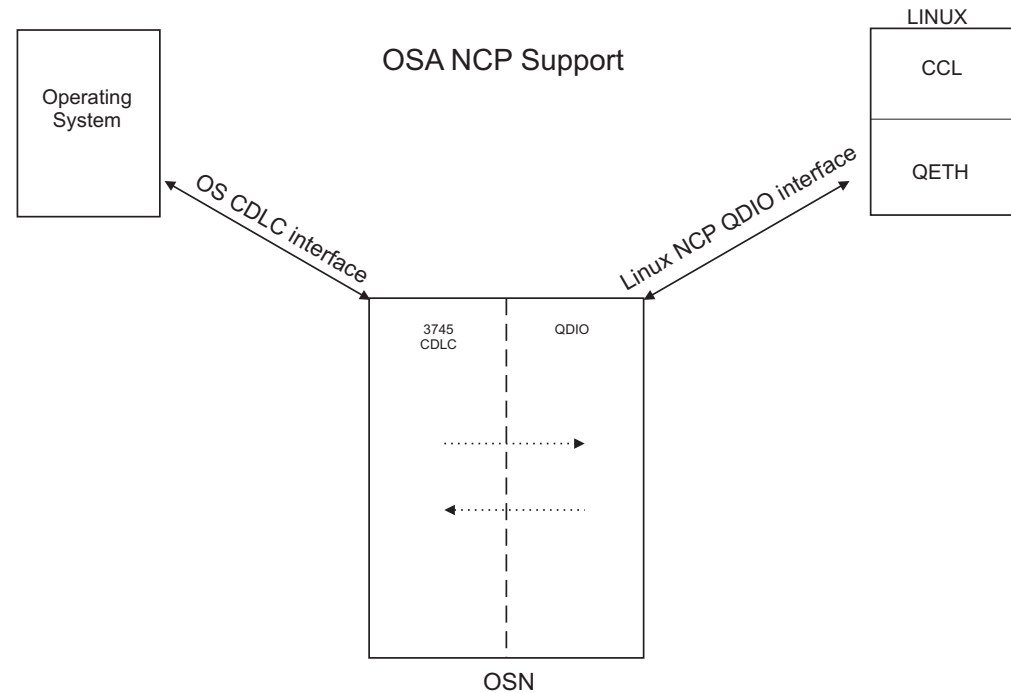 LINUX
OSA NCP Support
Operating
System
CCL
QETH
OS CDLC interface
Linux NCP QDIO interface
3745
CDLC
QDIO
OSN